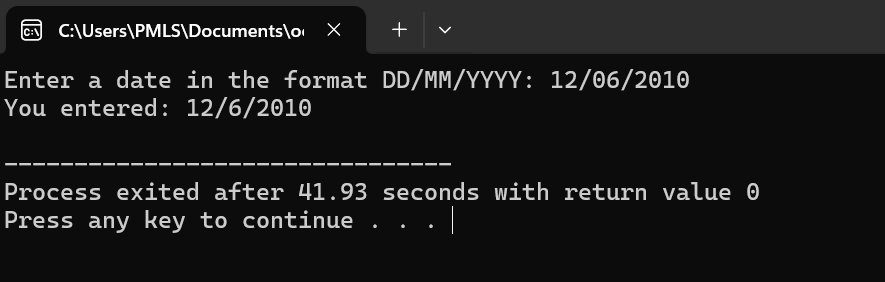 C:\Users\PMLS\Documents\o
Enter a date in the format DD/MM/YYYY: 12/06/2010
You entered: 12/6/2010
--------------------------------
Process exited after 41.93 seconds with return value 0
Press any key to continue . . .